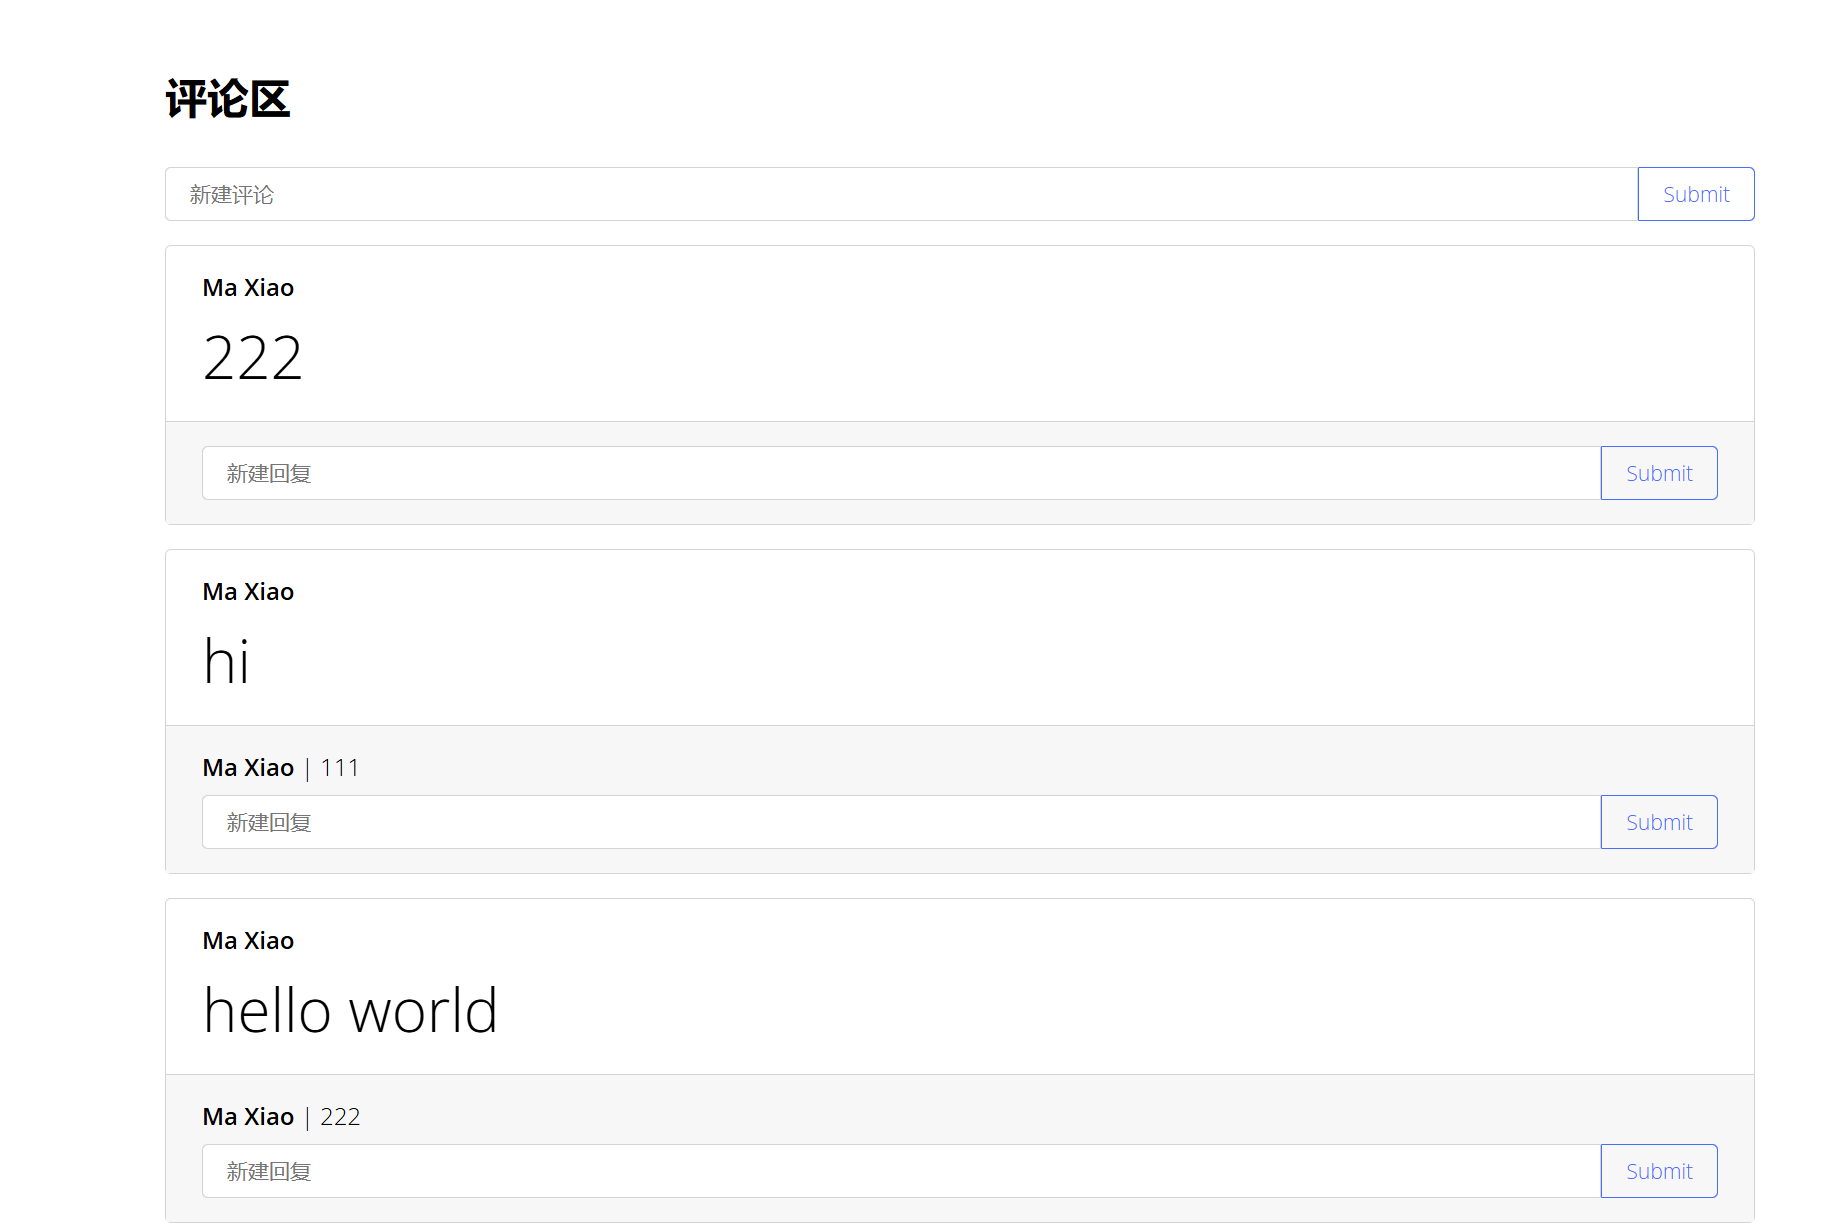 评论区
新建评论 Submit
Ma Xiao
222
新建回复 Submit
Ma Xiao
hi
Ma Xiao | 111
新建回复 Submit
Ma Xiao
hello world
Ma Xiao | 222
新建回复 Submit